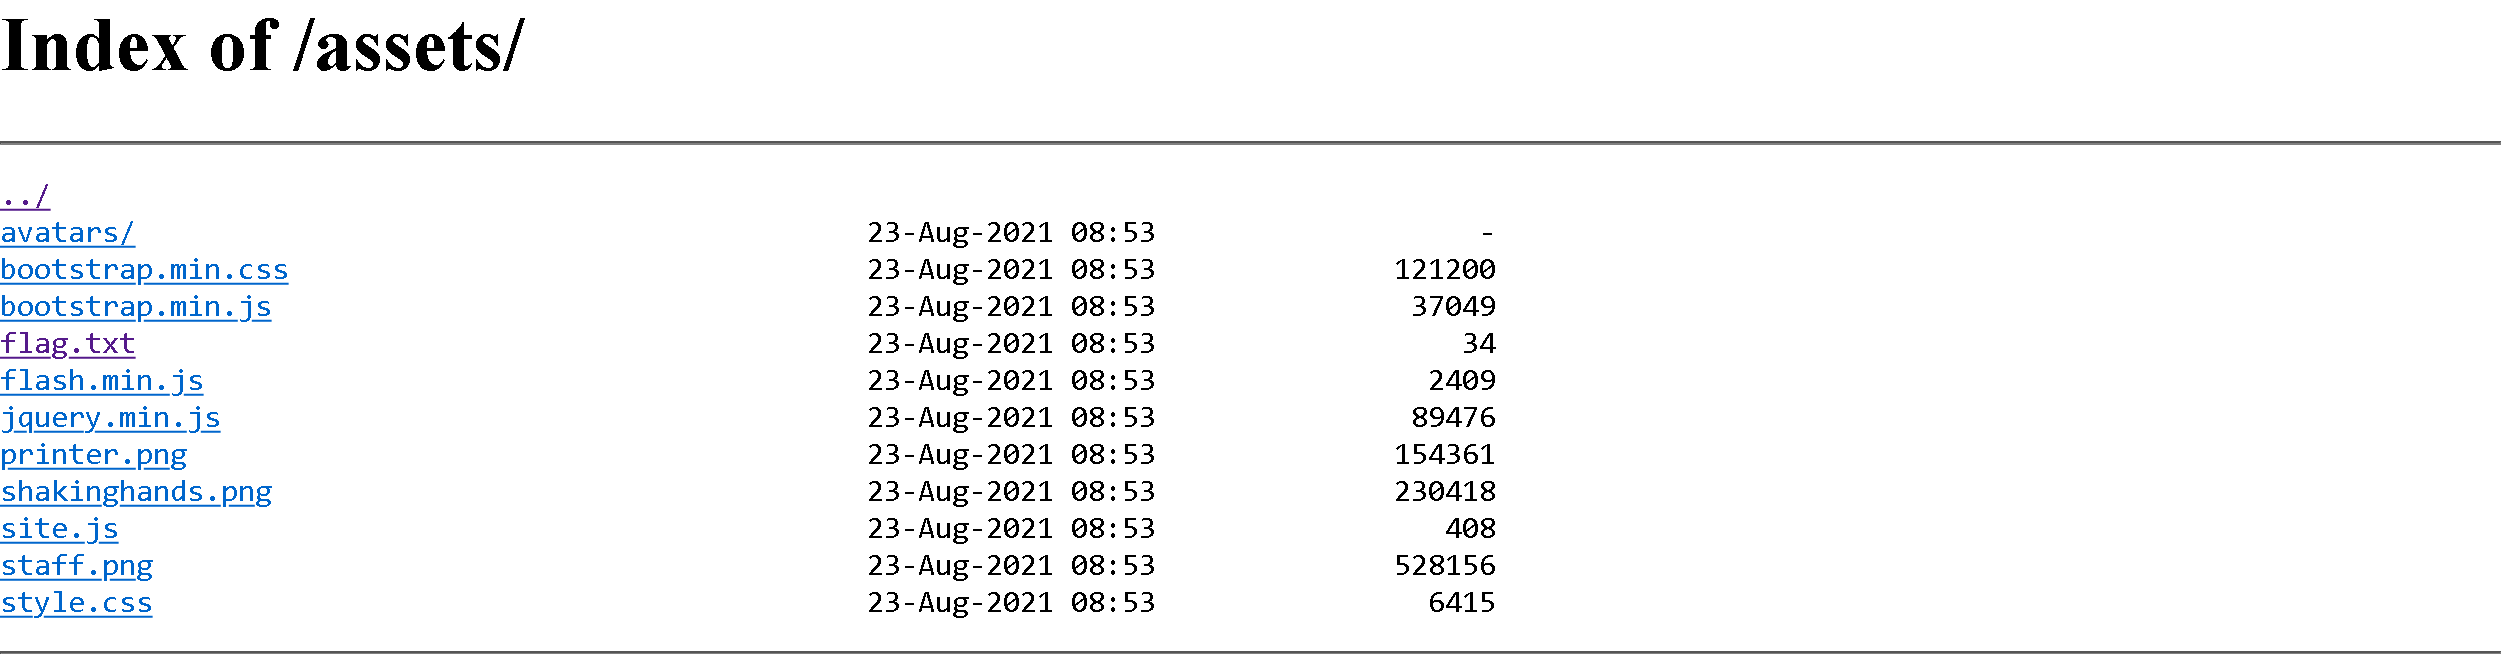 Index of /assets/
../
avatars/ 23-Aug-2021 08:53 -
bootstrap.min.css 23-Aug-2021 08:53 121200
bootstrap.min.js 23-Aug-2021 08:53 37049
flag.txt 23-Aug-2021 08:53 34
flash.min.js 23-Aug-2021 08:53 2409
jquery.min.js 23-Aug-2021 08:53 89476
printer.png 23-Aug-2021 08:53 154361
shakinghands.png 23-Aug-2021 08:53 230418
site.js 23-Aug-2021 08:53 408
staff.png 23-Aug-2021 08:53 528156
style.css 23-Aug-2021 08:53 6415